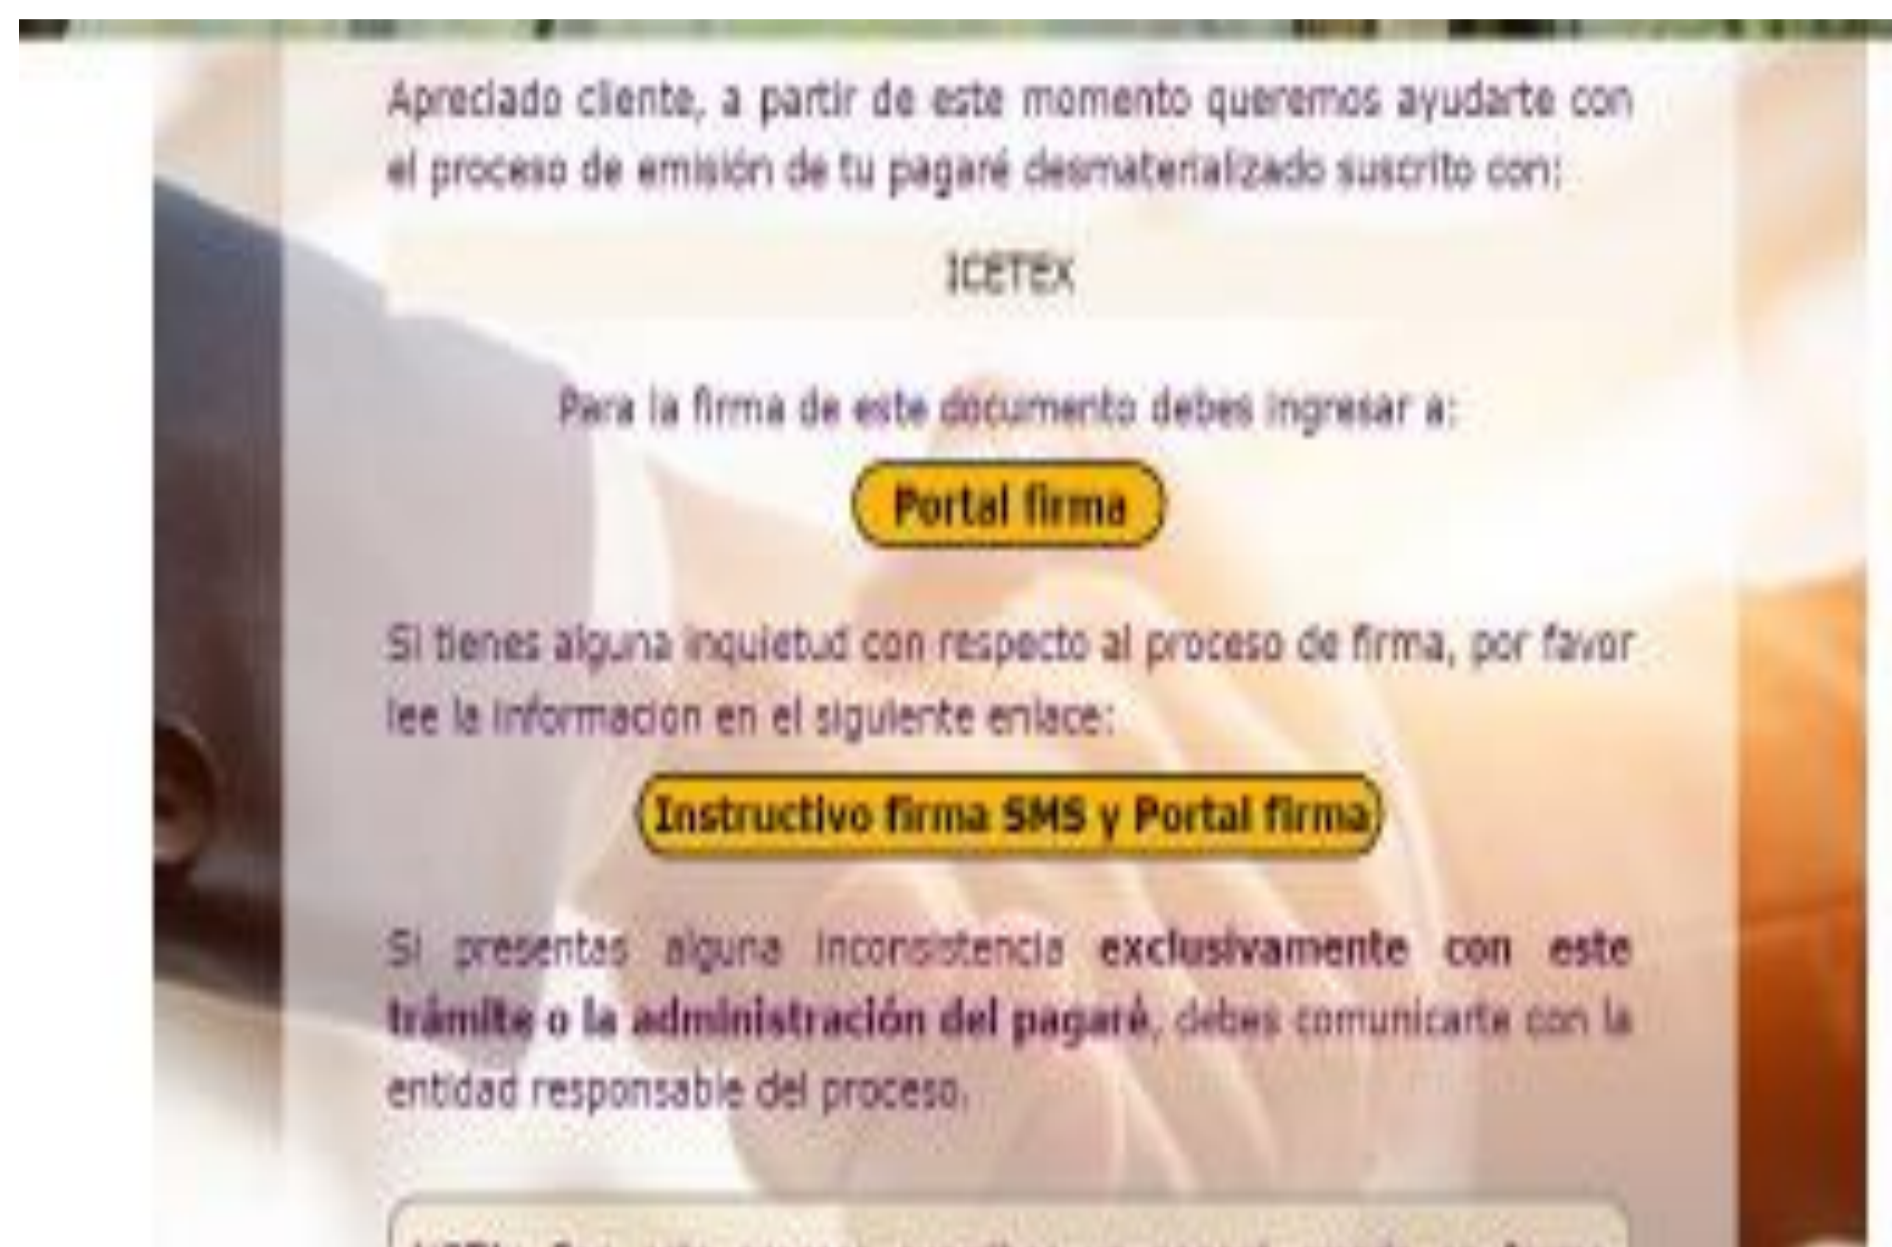 Apreciado cliente, a partir de este momento queremos ayudarte con
el proceso de emisión de tu pagaré desmaterializado suscrito con:
ICETEX
Para la firma de este documento debes ingresar a:
Portal firma
Si tienes alguna inquietud con respecto al proceso de firma, por favor
lee la informacion en el siguiente enlace:
Instructivo firma SMS y Portal firma
Si presentas alguna inconsistencia exclusivamente con este
trámite o la administración del pagaré, debes comunicarte con la
entidad responsable del proceso.